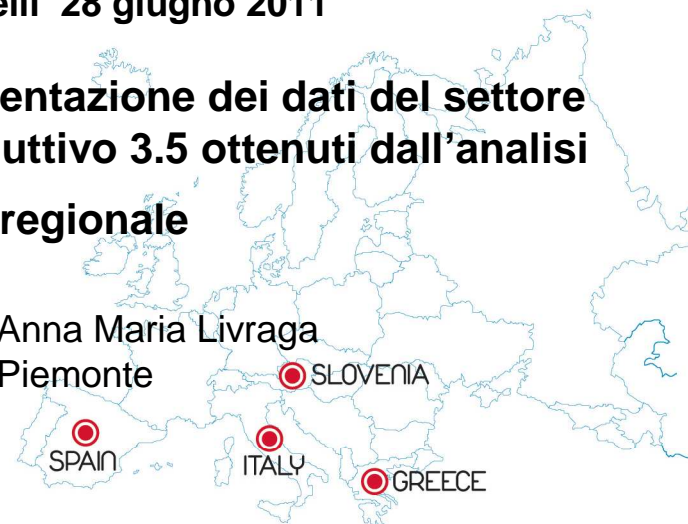 elli 28 giugno 2011
entazione dei dati del settore
uttivo 3.5 ottenuti dall’analisi
regionale
Anna Maria Livraga
Piemonte
SLOVENIA
SPAIN
ITALY
GREECE